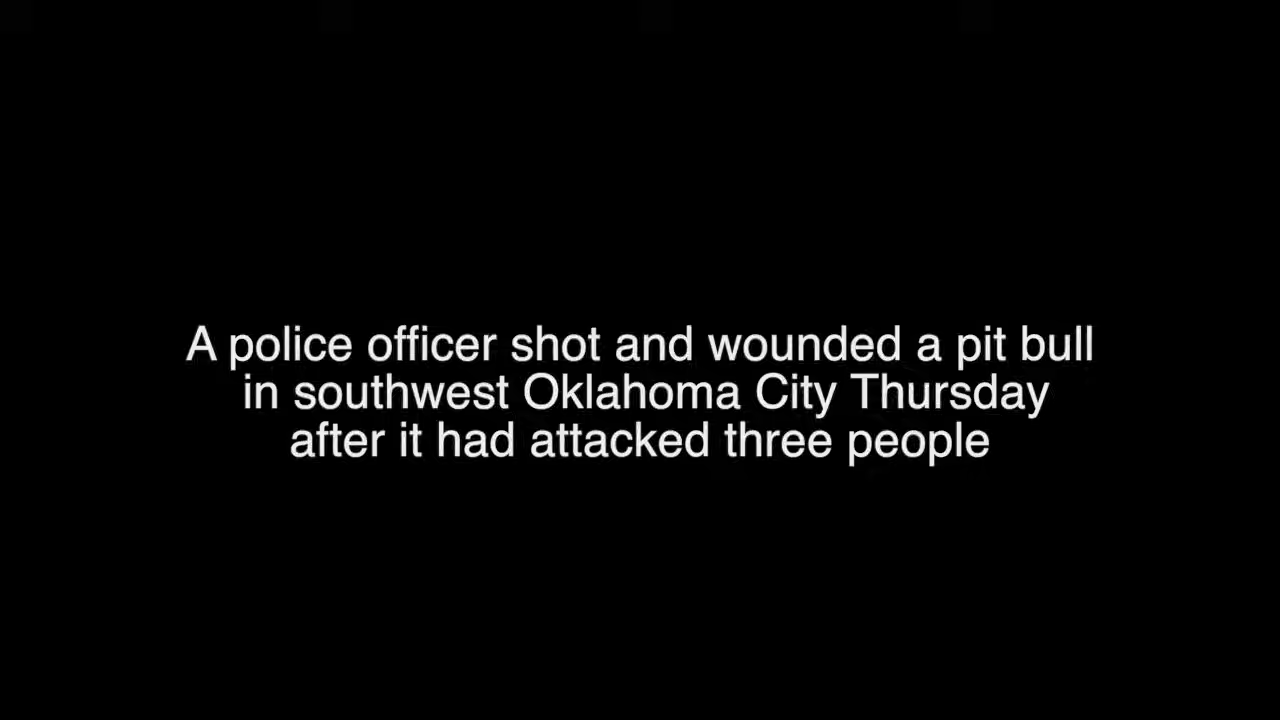 A police officer shot and wounded a pit bull
in southwest Oklahoma City Thursday
after it had attacked three people